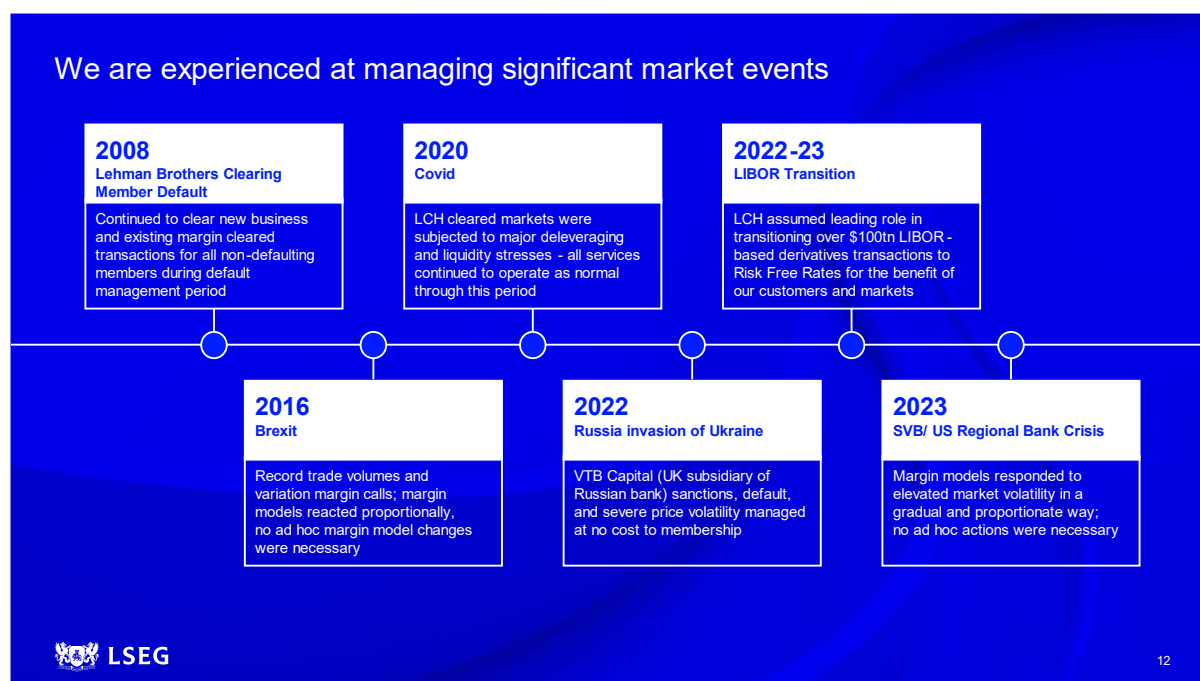 We are experienced at managing significant market events
2008
Lehman Brothers Clearing
Member Default
Continued to clear new business
and existing margin cleared
transactions for all non-defaulting
members during default
management period
2016
Brexit
Record trade volumes and
variation margin calls; margin
models reacted proportionally,
no ad hoc margin model changes
were necessary
2020
Covid
LCH cleared markets were
subjected to major deleveraging
and liquidity stresses - all services
continued to operate as normal
through this period
2022
Russia invasion of Ukraine
VTB Capital (UK subsidiary of
Russian bank) sanctions, default,
and severe price volatility managed
at no cost to membership
2022-23
LIBOR Transition
LCH assumed leading role in
transitioning over $100tn LIBOR-
based derivatives transactions to
Risk Free Rates for the benefit of
our customers and markets
2023
SVB/ US Regional Bank Crisis
Margin models responded to
elevated market volatility in a
gradual and proportionate way;
no ad hoc actions were necessary
LSEG
12